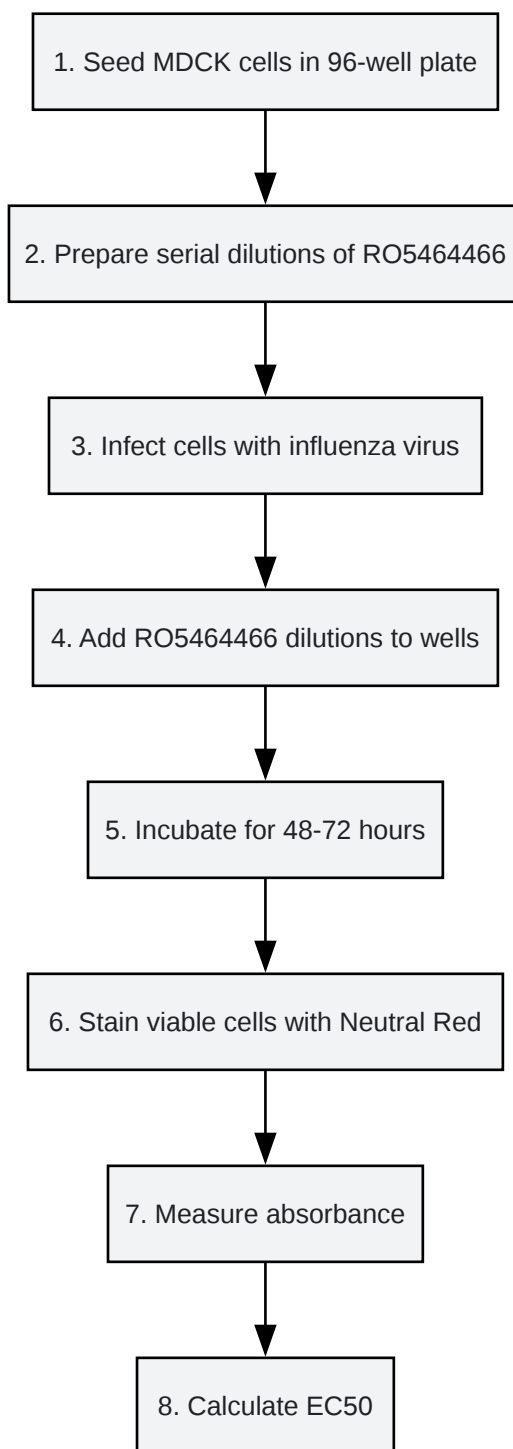 1. Seed MDCK cells in 96-well plate
2. Prepare serial dilutions of RO5464466
3. Infect cells with influenza virus
4. Add RO5464466 dilutions to wells
5. Incubate for 48-72 hours
6. Stain viable cells with Neutral Red
7. Measure absorbance
8. Calculate EC50